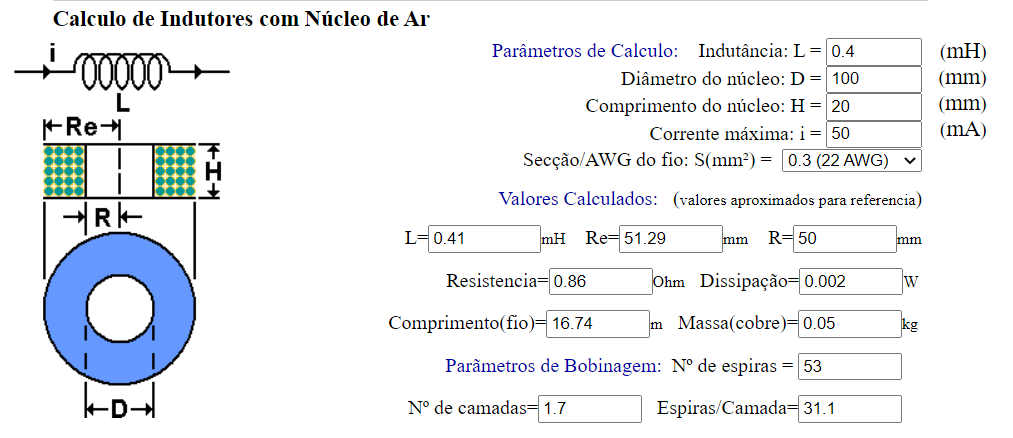 Calculo de Indutores com Núcleo de Ar
i
L
Re
H
R
D
Parâmetros de Calculo: Indutância: L = 0.4 (mH)
Diâmetro do núcleo: D = 100 (mm)
Comprimento do núcleo: H = 20 (mm)
Corrente máxima: i = 50 (mA)
Secção/AWG do fio: S(mm²) = 0.3 (22 AWG)
Valores Calculados: (valores aproximados para referencia)
L= 0.41 mH Re= 51.29 mm R= 50 mm
Resistencia= 0.86 Ohm Dissipação= 0.002 W
Comprimento(fio)= 16.74 m Massa(cobre)= 0.05 kg
Parãmetros de Bobinagem: Nº de espiras = 53
Nº de camadas= 1.7 Espiras/Camada= 31.1